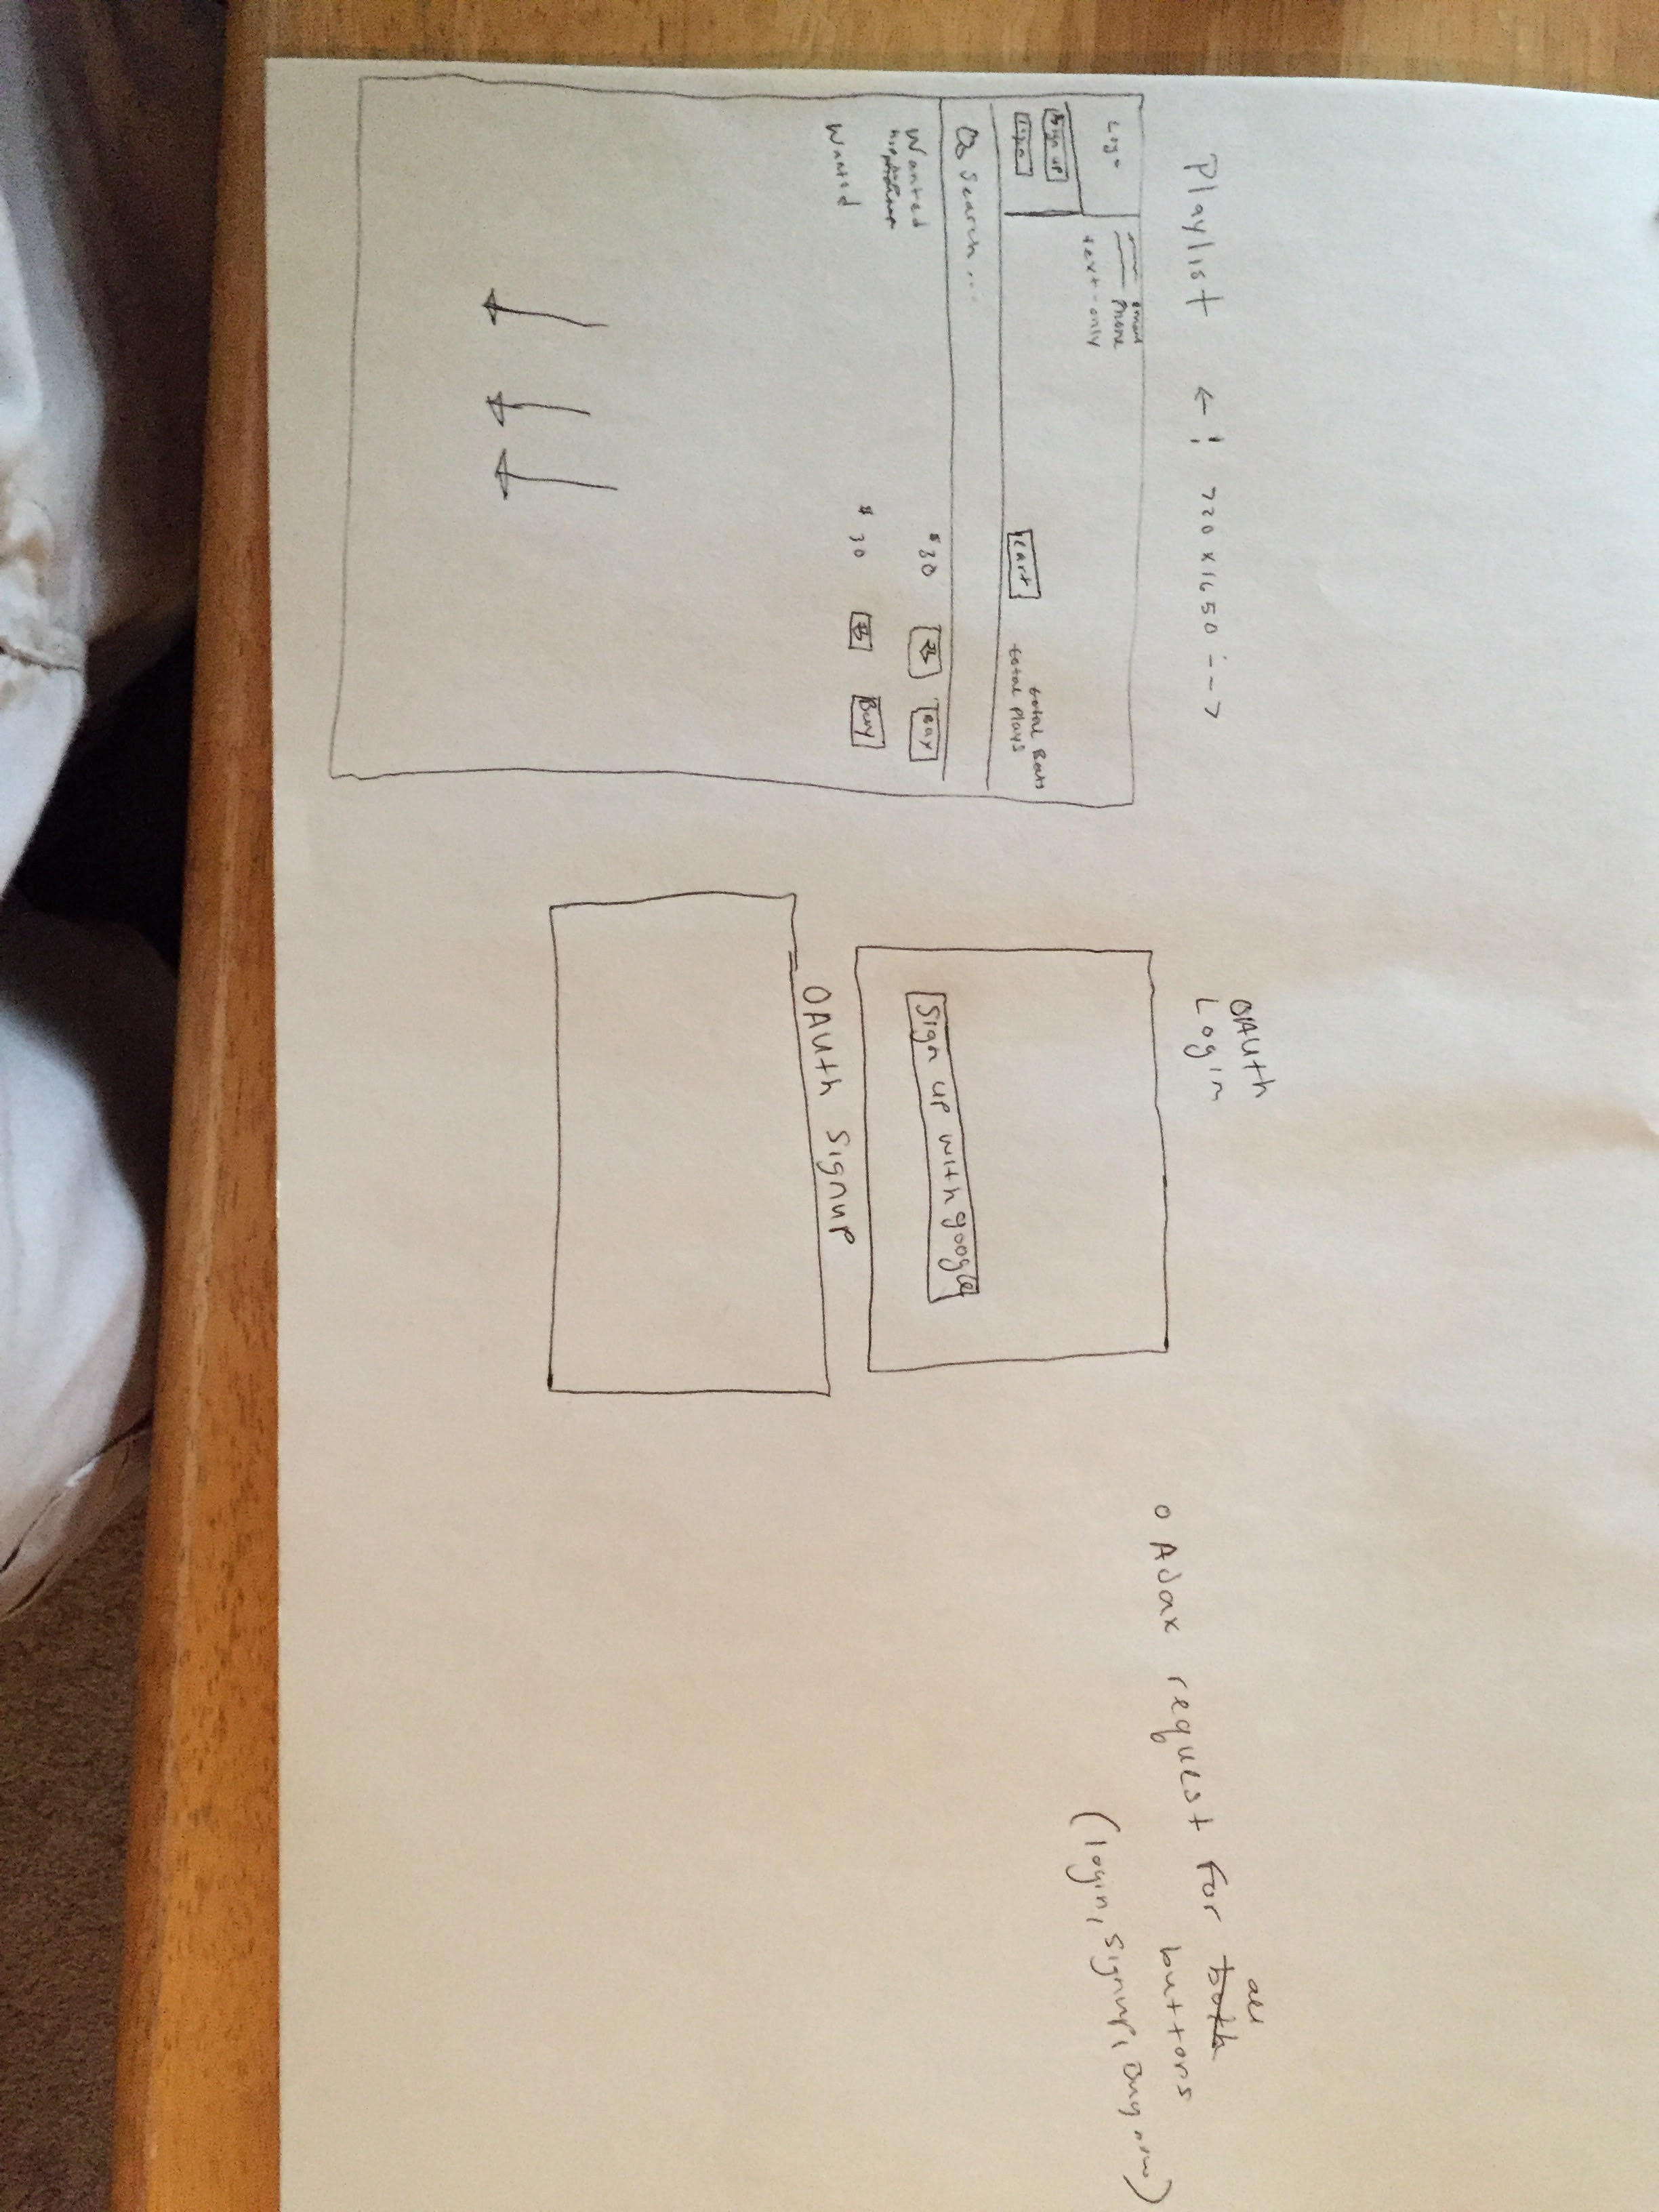 Playlist ← ! 720 x 1650 - - >
Logo
email
phone
text-only
Sign up
Login
Cart
total Beats
total Plays
Search ...
Wanted
$30
Buy
Wanted
$ 30
Buy
OAuth
Login
Sign up with google
OAuth Signup
o AJax request For all
buttons
(login, signup, Buy now)